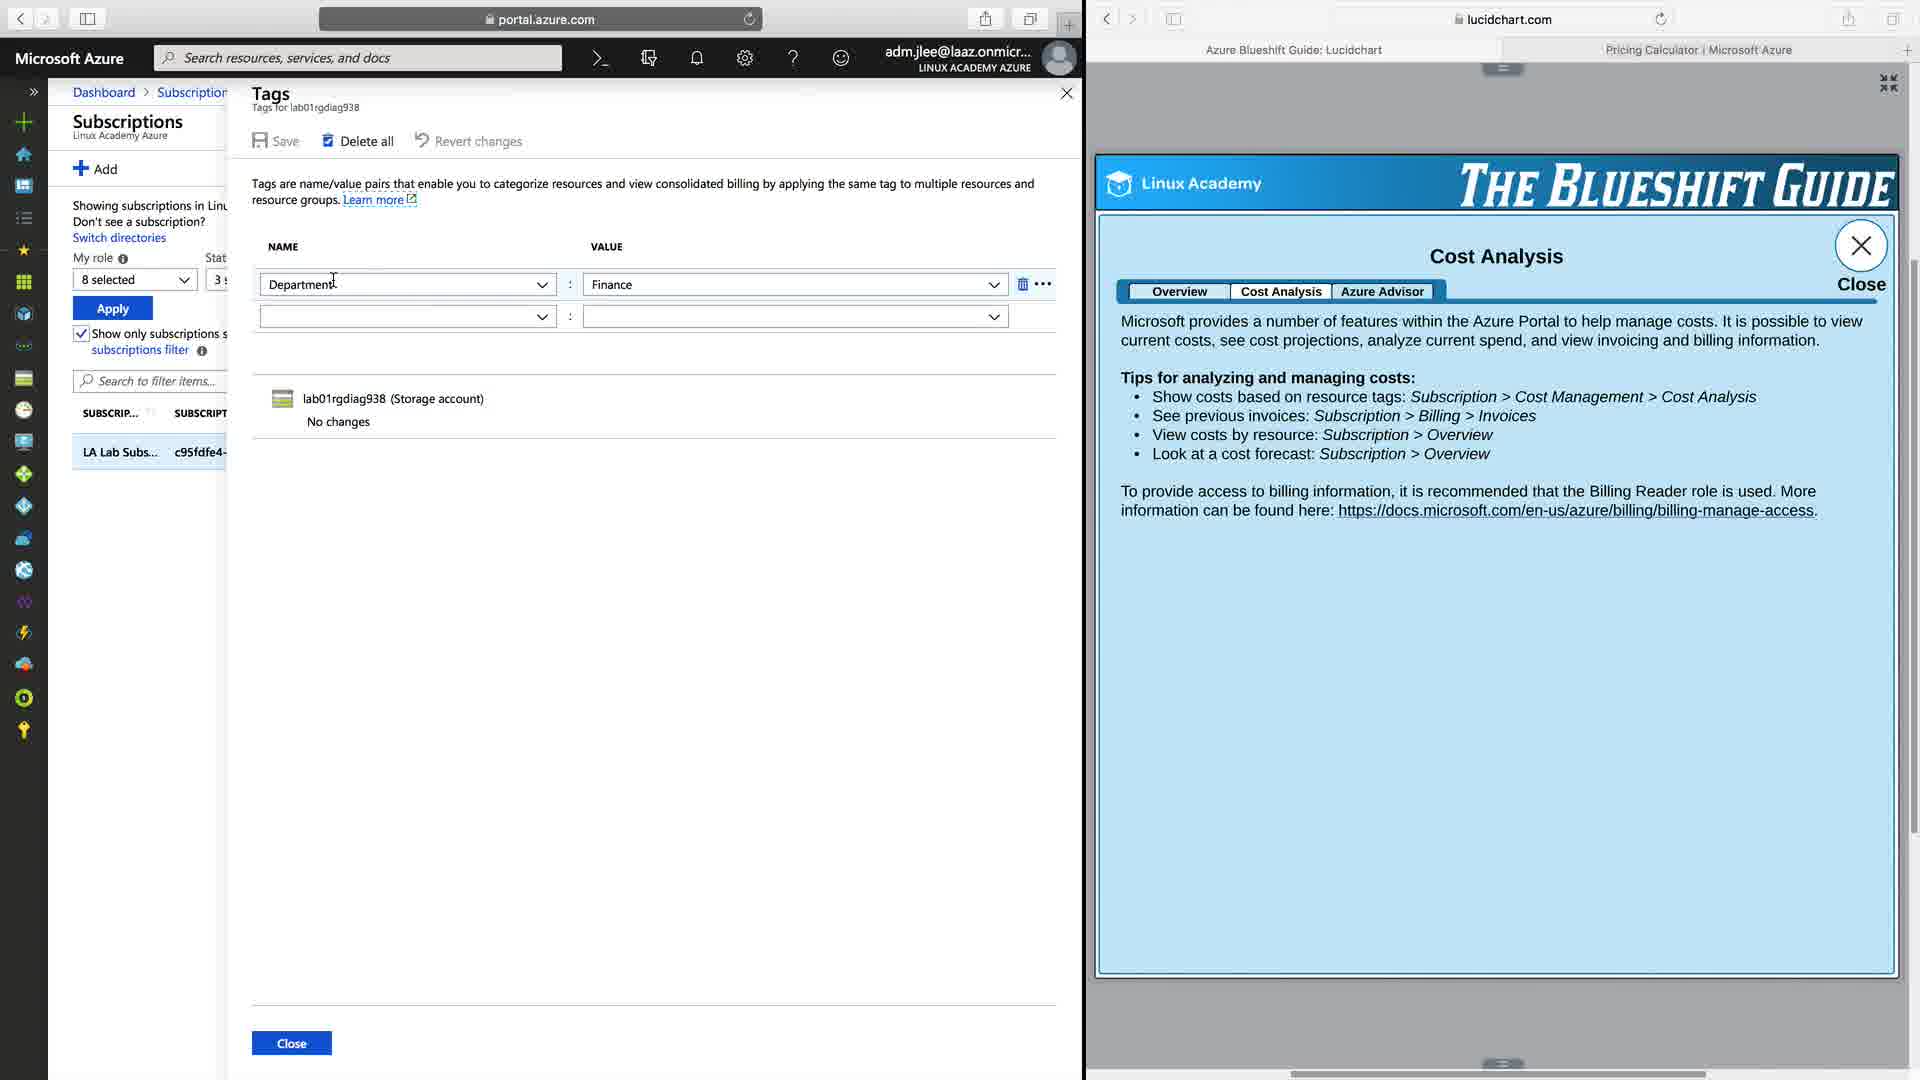 portal.azure.com
Microsoft Azure
Search resources, services, and docs
adm.jlee@laaz.onmicr...
LINUX ACADEMY AZURE
Dashboard > Subscription
Subscriptions
Linux Academy Azure
Add
Showing subscriptions in Linu
Don't see a subscription?
Switch directories
My role
Stat
8 selected
3 s
Apply
Show only subscriptions s
subscriptions filter
Search to filter items...
SUBSCRIP...
SUBSCRIPT
LA Lab Subs...
c95fdfe4-
Tags
Tags for lab01rgdiag938
Save
Delete all
Revert changes
Tags are name/value pairs that enable you to categorize resources and view consolidated billing by applying the same tag to multiple resources and
resource groups. Learn more
NAME
VALUE
Department : Finance
:
lab01rgdiag938 (Storage account)
No changes
Close
lucidchart.com
Azure Blueshift Guide: Lucidchart
Pricing Calculator | Microsoft Azure
Linux Academy
THE BLUESHIFT GUIDE
Cost Analysis
Close
Overview
Cost Analysis
Azure Advisor
Microsoft provides a number of features within the Azure Portal to help manage costs. It is possible to view
current costs, see cost projections, analyze current spend, and view invoicing and billing information.
Tips for analyzing and managing costs:
• Show costs based on resource tags: Subscription > Cost Management > Cost Analysis
• See previous invoices: Subscription > Billing > Invoices
• View costs by resource: Subscription > Overview
• Look at a cost forecast: Subscription > Overview
To provide access to billing information, it is recommended that the Billing Reader role is used. More
information can be found here: https://docs.microsoft.com/en-us/azure/billing/billing-manage-access.